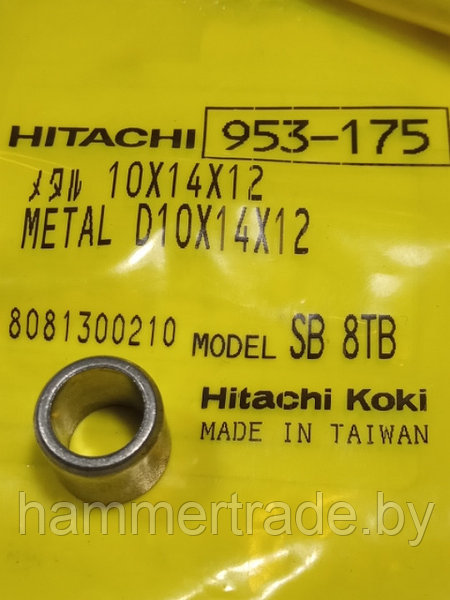 HITACHI 953-175
メタル 10X14X12
METAL D10X14X12
8081300210 MODEL SB 8TB
Hitachi Koki
MADE IN TAIWAN
hammertrade.by